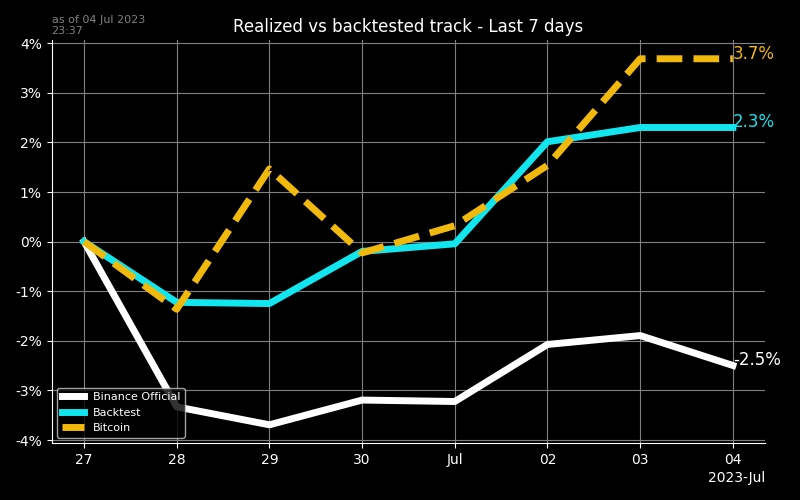 as of 04 Jul 2023
23:37
Realized vs backtested track - Last 7 days
4%
3%
2%
1%
0%
-1%
-2%
-3%
-4%
3.7%
2.3%
-2.5%
Binance Official
Backtest
Bitcoin
27 28 29 30 Jul 02 03 04
2023-Jul